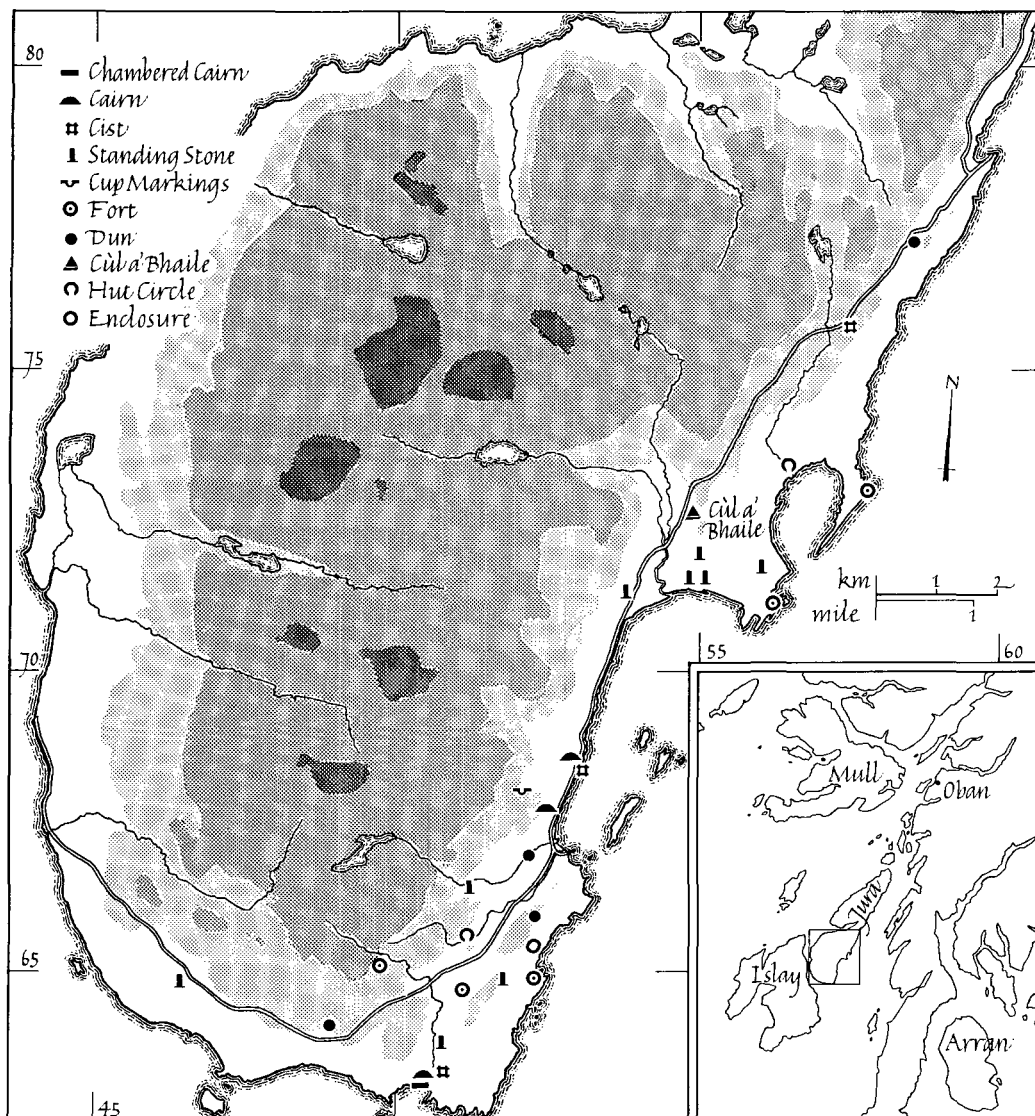 80
Chambered Cairn
Cairn
Cist
Standing Stone
Cup Markings
Fort
Dun
Cùl a' Bhaile
Hut Circle
Enclosure
75
N
Cùl a'
Bhaile
km 1 2
mile 1
70
55 60
Mull
Oban
Jura
65
Islay
Arran
45